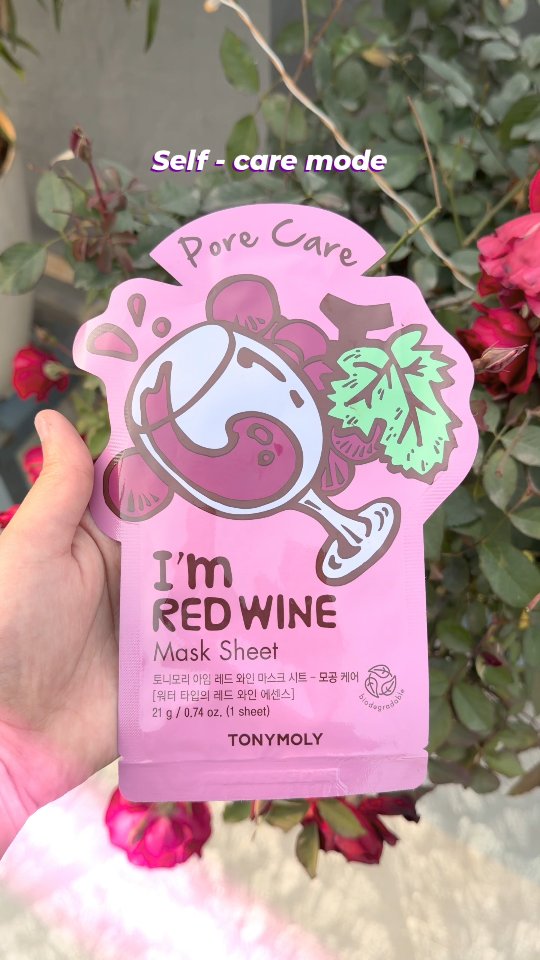 Self - care mode
Pore Care
I'm
RED WINE
Mask Sheet
토니모리 아임 레드 와인 마스크 시트 - 모공 케어
[워터 타입의 레드 와인 에센스]
21 g / 0.74 oz. (1 sheet)
biodegradable
TONYMOLY